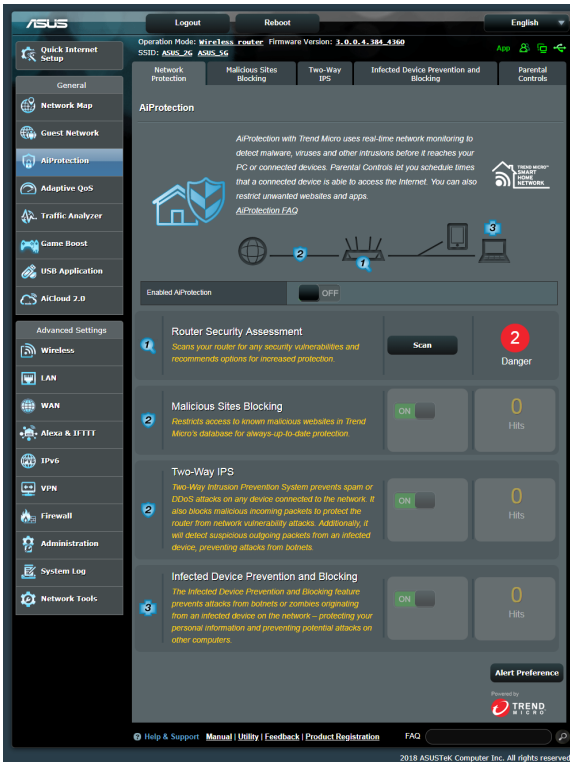 ASUS
Logout
Reboot
English
Operation Mode: Wireless router Firmware Version: 3.0.0.4.384_4360
SSID: ASUS_2G ASUS_5G
App
Quick Internet
Setup
General
Network Map
Guest Network
AiProtection
Adaptive QoS
Traffic Analyzer
Game Boost
USB Application
AiCloud 2.0
Advanced Settings
Wireless
LAN
WAN
Alexa & IFTTT
IPv6
VPN
Firewall
Administration
System Log
Network Tools
Network
Protection
Malicious Sites
Blocking
Two-Way
IPS
Infected Device Prevention and
Blocking
Parental
Controls
AiProtection
AiProtection with Trend Micro uses real-time network monitoring to
detect malware, viruses and other intrusions before it reaches your
PC or connected devices. Parental Controls let you schedule times
that a connected device is able to access the Internet. You can also
restrict unwanted websites and apps.
AiProtection FAQ
TREND MICRO™
SMART
HOME
NETWORK
2
1
3
Enabled AiProtection
OFF
1
Router Security Assessment
Scans your router for any security vulnerabilities and
recommends options for increased protection.
Scan
2
Danger
2
Malicious Sites Blocking
Restricts access to known malicious websites in Trend
Micro's database for always-up-to-date protection.
ON
0
Hits
2
Two-Way IPS
Two-Way Intrusion Prevention System prevents spam or
DDoS attacks on any device connected to the network. It
also blocks malicious incoming packets to protect the
router from network vulnerability attacks. Additionally, it
will detect suspicious outgoing packets from an infected
device, preventing attacks from botnets.
ON
0
Hits
3
Infected Device Prevention and Blocking
The Infected Device Prevention and Blocking feature
prevents attacks from botnets or zombies originating
from an infected device on the network – protecting your
personal information and preventing potential attacks on
other computers.
ON
0
Hits
Alert Preference
Powered by
TREND
MICRO
Help & Support Manual | Utility | Feedback | Product Registration
FAQ
2018 ASUSTeK Computer Inc. All rights reserved